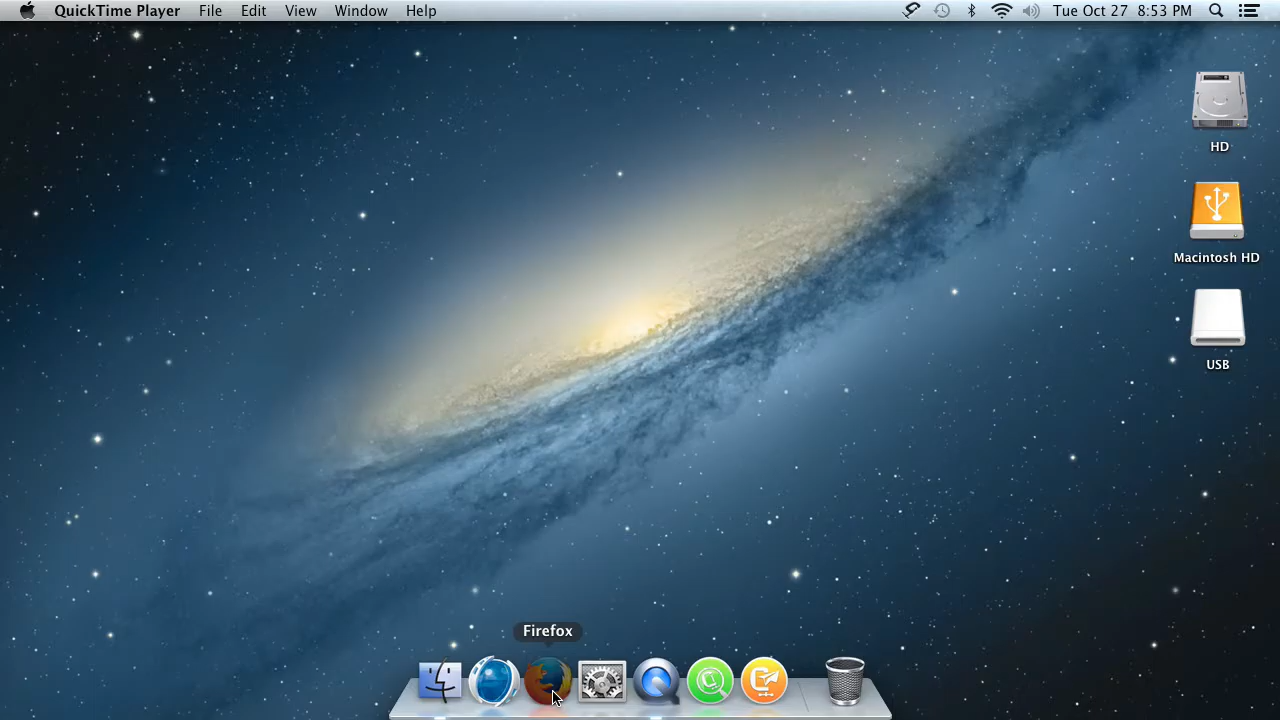 QuickTime Player File Edit View Window Help Tue Oct 27 8:53 PM
HD
Macintosh HD
USB
Firefox